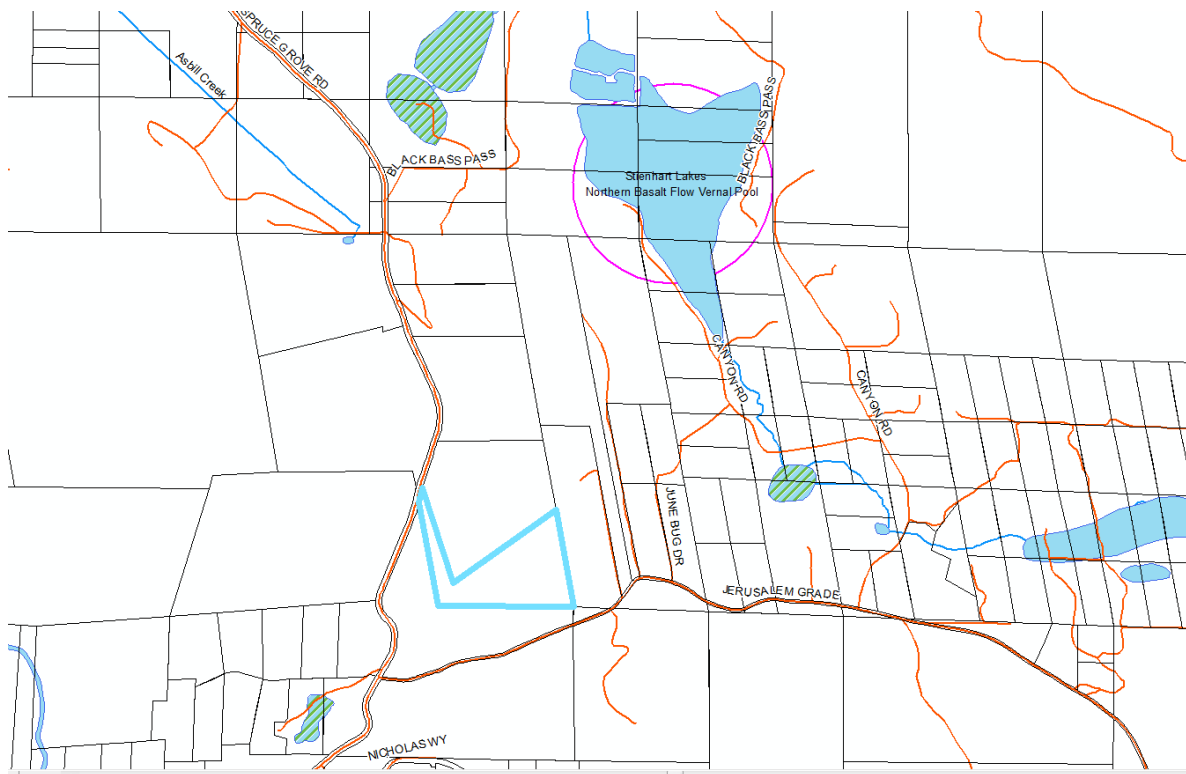 SPRUCE GROVE RD
Asbill Creek
BLACK BASS PASS
BLACK BASS PASS
Stienhart Lakes
Northern Basalt Flow Vernal Pool
CANYON RD
CANYON RD
JUNE BUG DR
JERUSALEM GRADE
NICHOLAS WY